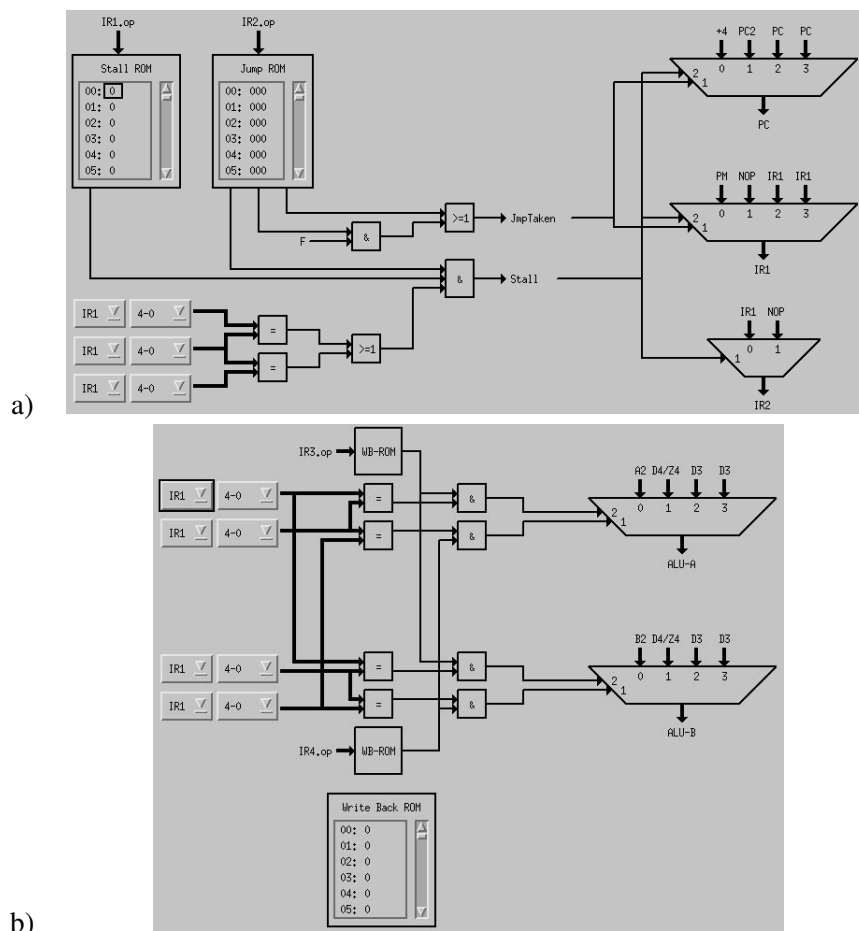 IR1.op IR2.op
+4 PC2 PC PC
Stall ROM Jump ROM
0 1 2 3
2
1
00: 0 00: 000
01: 0 01: 000
02: 0 02: 000
03: 0 03: 000
04: 0 04: 000
05: 0 05: 000
PC
PM NOP IR1 IR1
0 1 2 3
2
1
>=1 JmpTaken
F &
IR1
& Stall
IR1 4-0
=
IR1 NOP
0 1
1
IR1 4-0
>=1
=
IR1 4-0
IR2
a)
IR3.op WB-ROM
A2 D4/Z4 D3 D3
0 1 2 3
2
1
IR1 4-0 = &
IR1 4-0 = &
ALU-A
B2 D4/Z4 D3 D3
0 1 2 3
2
1
IR1 4-0 = &
IR1 4-0 = &
ALU-B
IR4.op WB-ROM
Write Back ROM
00: 0
01: 0
02: 0
03: 0
04: 0
05: 0
b)